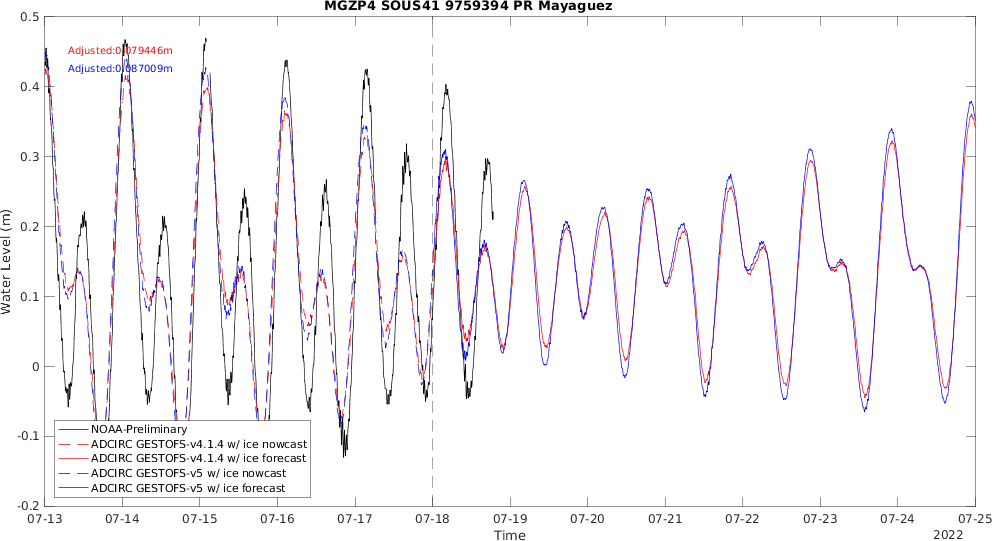 MGZP4 SOUS41 9759394 PR Mayaguez
Adjusted:0.079446m
Adjusted:0.087009m
Water Level (m)
0.5
0.4
0.3
0.2
0.1
0
-0.1
-0.2
NOAA-Preliminary
ADCIRC GESTOFS-v4.1.4 w/ ice nowcast
ADCIRC GESTOFS-v4.1.4 w/ ice forecast
ADCIRC GESTOFS-v5 w/ ice nowcast
ADCIRC GESTOFS-v5 w/ ice forecast
07-13 07-14 07-15 07-16 07-17 07-18 07-19 07-20 07-21 07-22 07-23 07-24 07-25
Time
2022